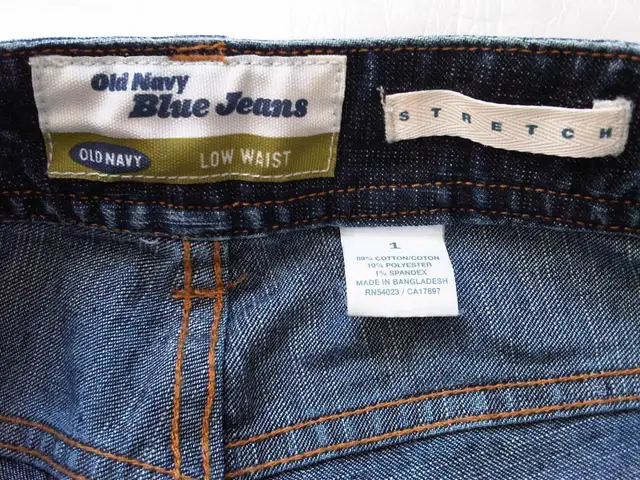 Old Navy
Blue Jeans
OLD NAVY LOW WAIST
STRETCH
1
89% COTTON/COTON
10% POLYESTER
1% SPANDEX
MADE IN BANGLADESH
RN54023 / CA17897